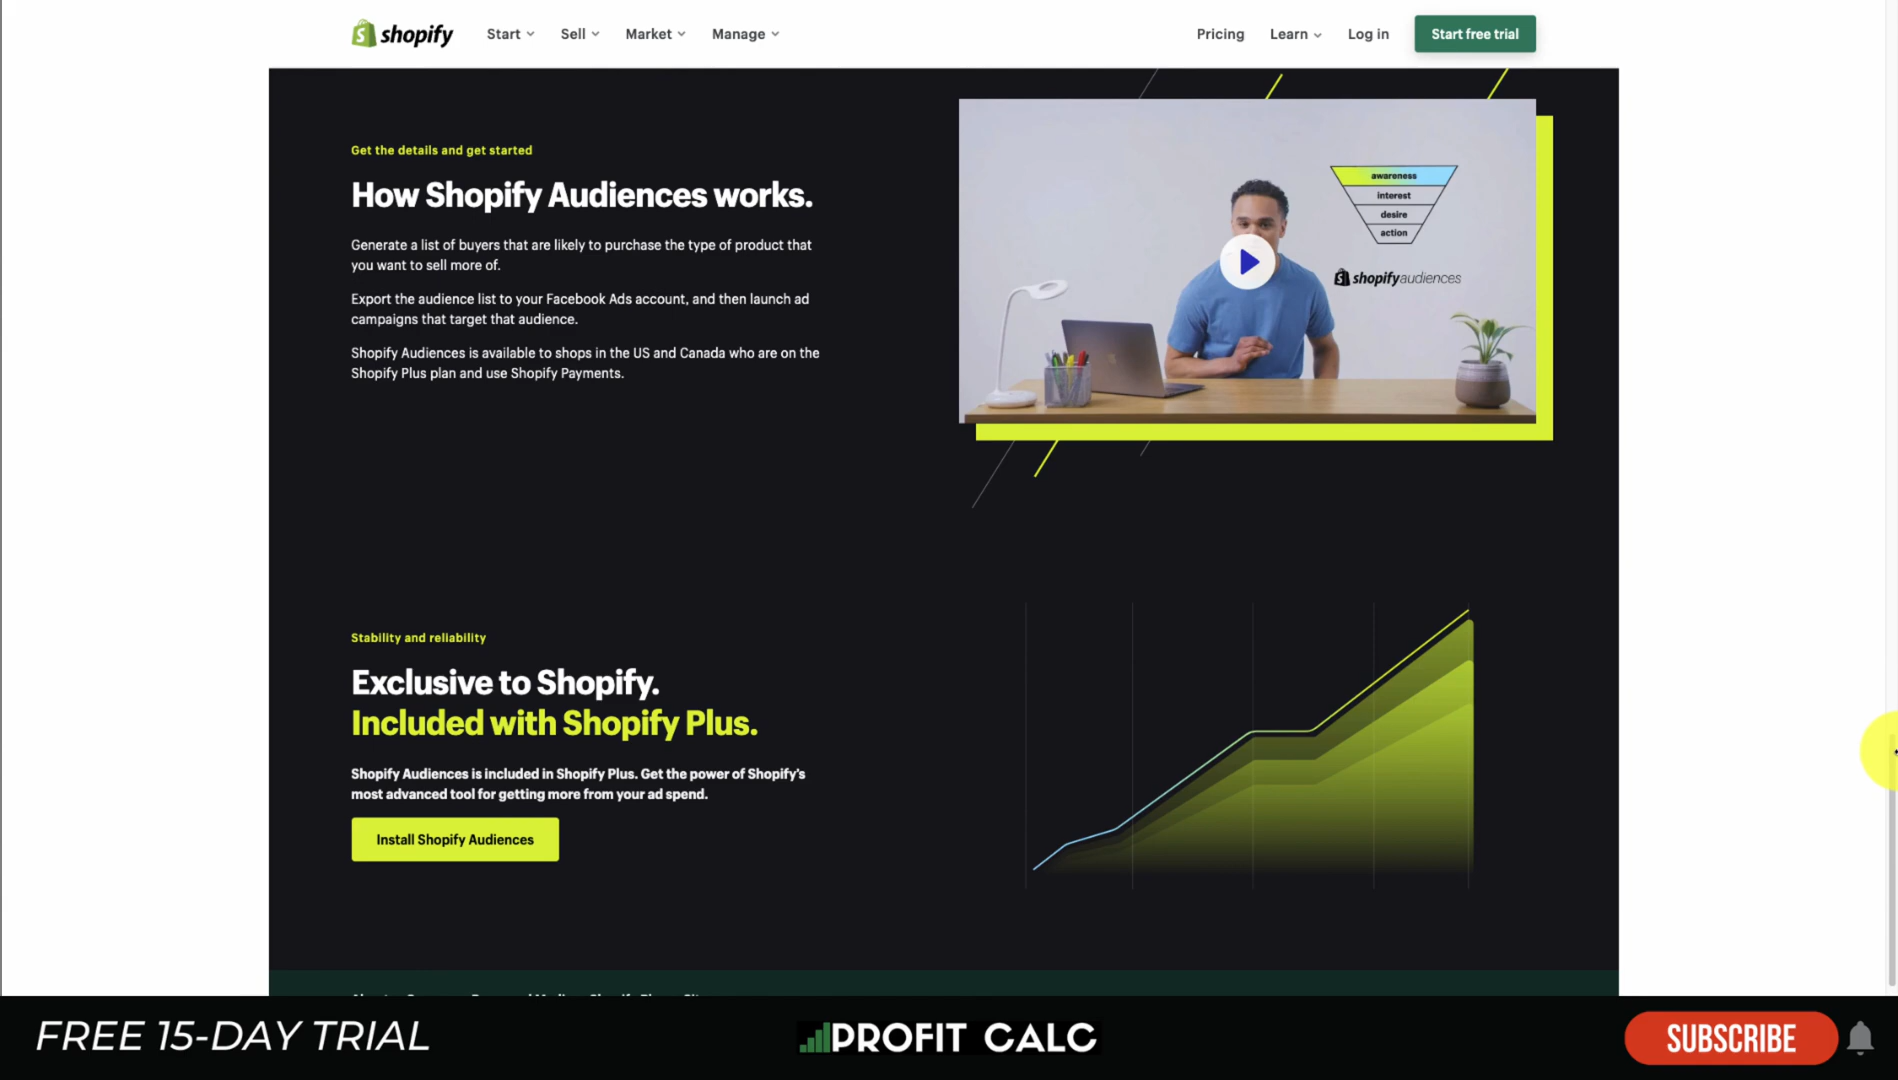 shopify
Start
Sell
Market
Manage
Pricing
Learn
Log in
Start free trial
Get the details and get started
How Shopify Audiences works.
Generate a list of buyers that are likely to purchase the type of product that
you want to sell more of.
Export the audience list to your Facebook Ads account, and then launch ad
campaigns that target that audience.
Shopify Audiences is available to shops in the US and Canada who are on the
Shopify Plus plan and use Shopify Payments.
awareness
interest
desire
action
shopifyaudiences
Stability and reliability
Exclusive to Shopify.
Included with Shopify Plus.
Shopify Audiences is included in Shopify Plus. Get the power of Shopify's
most advanced tool for getting more from your ad spend.
Install Shopify Audiences
FREE 15-DAY TRIAL
PROFIT CALC
SUBSCRIBE